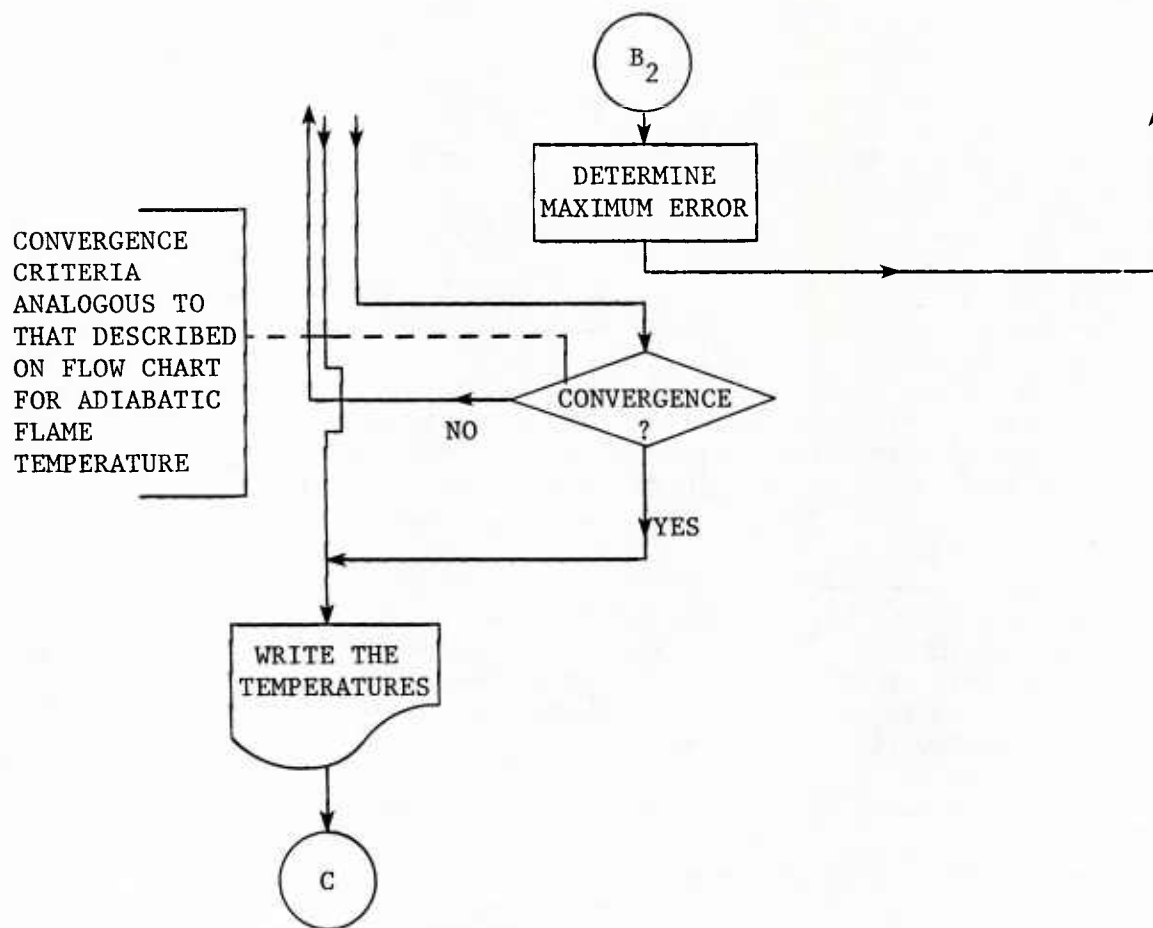 B2
DETERMINE
MAXIMUM ERROR
CONVERGENCE
CRITERIA
ANALOGOUS TO
THAT DESCRIBED
ON FLOW CHART
FOR ADIABATIC
FLAME
TEMPERATURE
CONVERGENCE
?
NO
YES
WRITE THE
TEMPERATURES
C